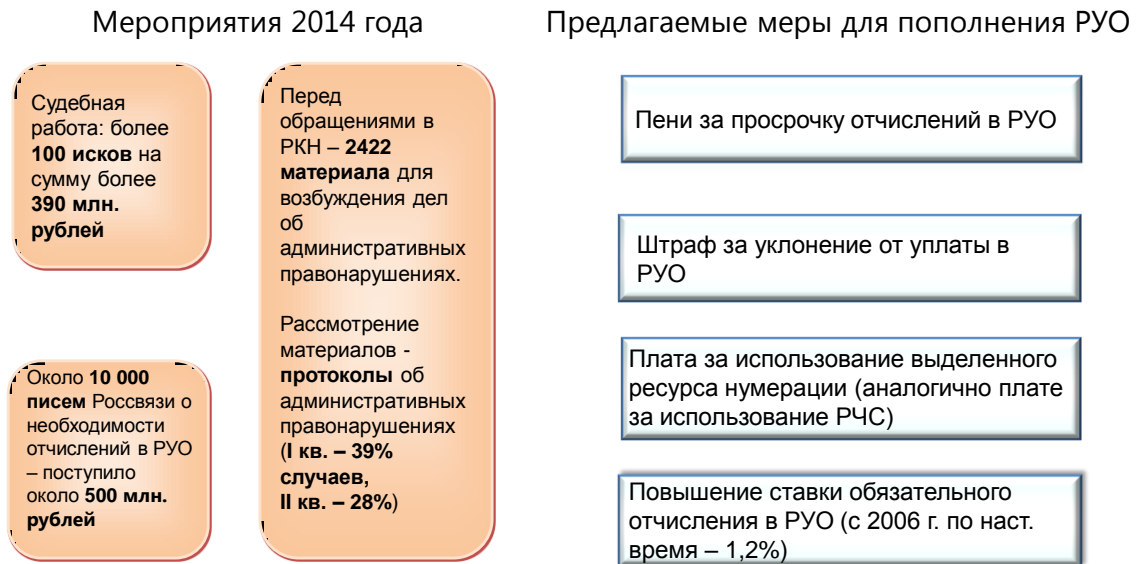 Мероприятия 2014 года
Судебная
работа: более
100 исков на
сумму более
390 млн.
рублей
Около 10 000
писем Россвязи о
необходимости
отчислений в РУО
– поступило
около 500 млн.
рублей
Перед
обращениями в
РКН – 2422
материала для
возбуждения дел
об
административных
правонарушениях.
Рассмотрение
материалов -
протоколы об
административных
правонарушениях
(I кв. – 39%
случаев,
II кв. – 28%)
Предлагаемые меры для пополнения РУО
Пени за просрочку отчислений в РУО
Штраф за уклонение от уплаты в
РУО
Плата за использование выделенного
ресурса нумерации (аналогично плате
за использование РЧС)
Повышение ставки обязательного
отчисления в РУО (с 2006 г. по наст.
время – 1,2%)